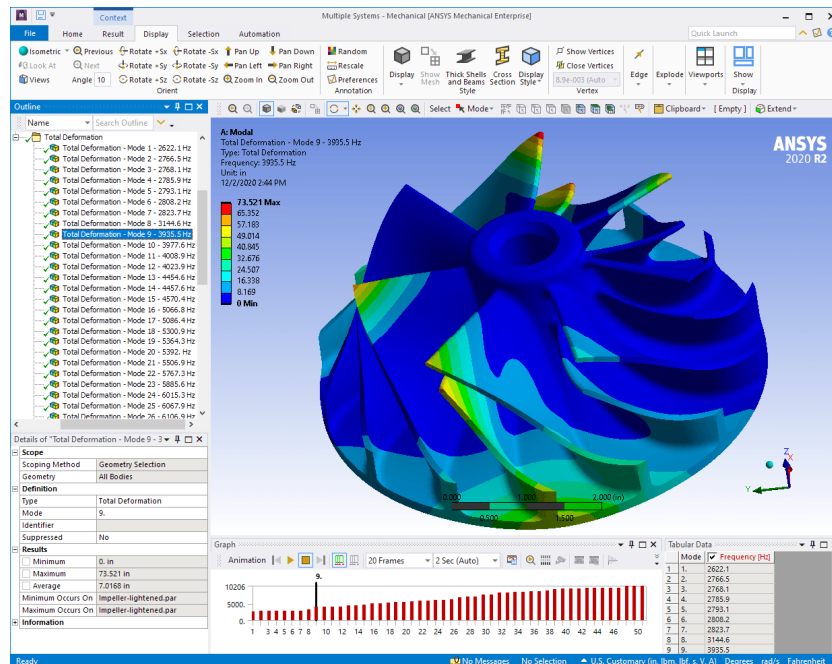 Context
Multiple Systems - Mechanical [ANSYS Mechanical Enterprise]
File Home Result Display Selection Automation
Quick Launch
Isometric Previous Rotate +Sx Rotate -Sx Pan Up Pan Down Random
Look At Next Rotate +Sy Rotate -Sy Pan Left Pan Right Rescale
Views Angle 10 Rotate +Sz Rotate -Sz Zoom In Zoom Out Preferences
Orient Annotation
Display Show Mesh Thick Shells and Beams Cross Section Display Style
Style
Show Vertices
Close Vertices
8.9e-003 (Auto
Vertex
Edge Explode Viewports Show
Display
Outline
Name Search Outline
Select Mode Clipboard [ Empty ] Extend
Total Deformation
Total Deformation - Mode 1 - 2622.1 Hz
Total Deformation - Mode 2 - 2766.5 Hz
Total Deformation - Mode 3 - 2768.1 Hz
Total Deformation - Mode 4 - 2785.9 Hz
Total Deformation - Mode 5 - 2793.1 Hz
Total Deformation - Mode 6 - 2808.2 Hz
Total Deformation - Mode 7 - 2823.7 Hz
Total Deformation - Mode 8 - 3144.6 Hz
Total Deformation - Mode 9 - 3935.5 Hz
Total Deformation - Mode 10 - 3977.6 Hz
Total Deformation - Mode 11 - 4008.9 Hz
Total Deformation - Mode 12 - 4023.9 Hz
Total Deformation - Mode 13 - 4454.6 Hz
Total Deformation - Mode 14 - 4457.6 Hz
Total Deformation - Mode 15 - 4570.4 Hz
Total Deformation - Mode 16 - 5066.8 Hz
Total Deformation - Mode 17 - 5086.4 Hz
Total Deformation - Mode 18 - 5300.9 Hz
Total Deformation - Mode 19 - 5364.3 Hz
Total Deformation - Mode 20 - 5392. Hz
Total Deformation - Mode 21 - 5506.9 Hz
Total Deformation - Mode 22 - 5767.3 Hz
Total Deformation - Mode 23 - 5885.6 Hz
Total Deformation - Mode 24 - 6015.3 Hz
Total Deformation - Mode 25 - 6067.9 Hz
Total Deformation - Mode 26 - 6106.9 Hz
A: Modal
Total Deformation - Mode 9 - 3935.5 Hz
Type: Total Deformation
Frequency: 3935.5 Hz
Unit: in
12/2/2020 2:44 PM
73.521 Max
65.352
57.183
49.014
40.845
32.676
24.507
16.338
8.169
0 Min
ANSYS
2020 R2
Z
X
Y
0.000 1.000 2.000 (in)
0.500 1.500
Details of "Total Deformation - Mode 9 - 3
Scope
Scoping Method Geometry Selection
Geometry All Bodies
Definition
Type Total Deformation
Mode 9.
Identifier
Suppressed No
Results
Minimum 0. in
Maximum 73.521 in
Average 7.0168 in
Minimum Occurs On Impeller-lightened.par
Maximum Occurs On Impeller-lightened.par
Information
Graph
Animation 20 Frames 2 Sec (Auto)
9.
10206
5000.
0.
1 3 4 5 6 7 8 10 12 14 16 18 20 22 24 26 28 30 32 34 36 38 40 42 44 46 50
Tabular Data
Mode Frequency [Hz]
1 1. 2622.1
2 2. 2766.5
3 3. 2768.1
4 4. 2785.9
5 5. 2793.1
6 6. 2808.2
7 7. 2823.7
8 8. 3144.6
9 9. 3935.5
Ready No Messages No Selection U.S. Customary (in, lbm, lbf, s, V, A) Degrees rad/s Fahrenheit